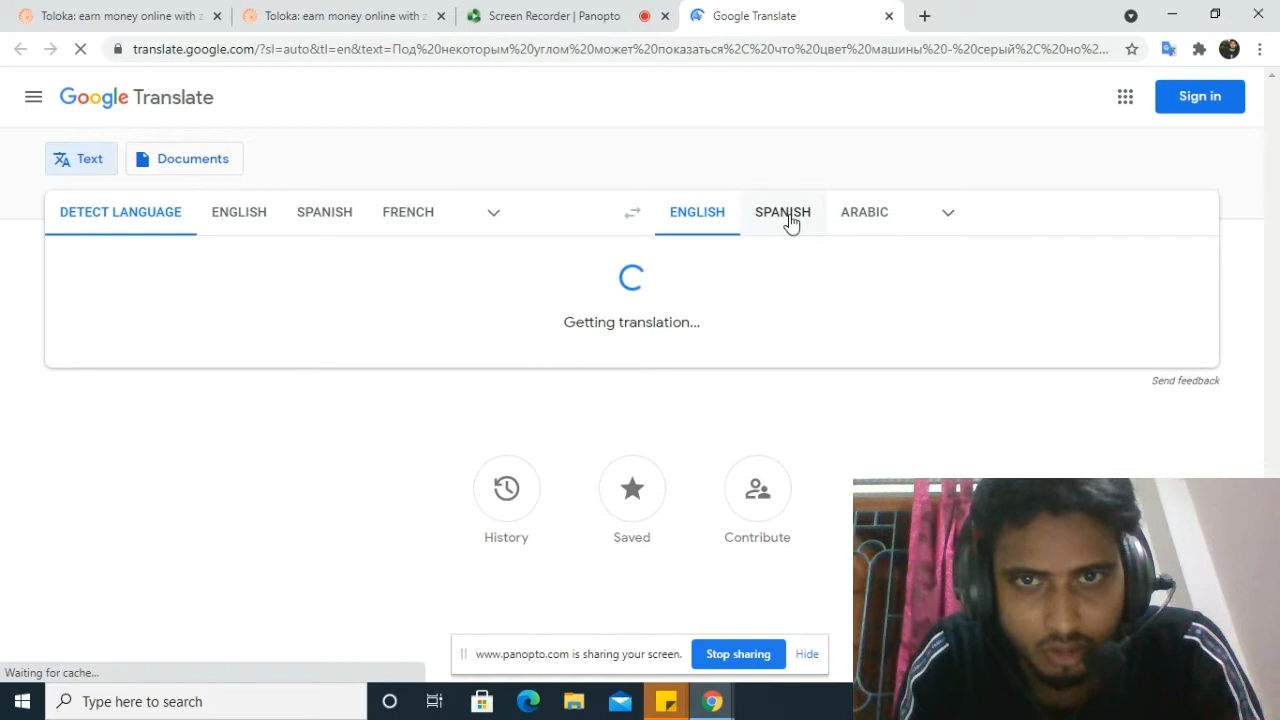 Toloka: earn money online with z
Toloka: earn money online with z
Screen Recorder | Panopto
Google Translate
translate.google.com/?sl=auto&tl=en&text=Под%20некоторым%20углом%20может%20показаться%2C%20что%20цвет%20машины%20-%20серый%2C%20но%2...
Google Translate
Sign in
Text
Documents
DETECT LANGUAGE
ENGLISH
SPANISH
FRENCH
ENGLISH
SPANISH
ARABIC
Getting translation...
Send feedback
History
Saved
Contribute
www.panopto.com is sharing your screen.
Stop sharing
Hide
Waiting for cache...
Type here to search